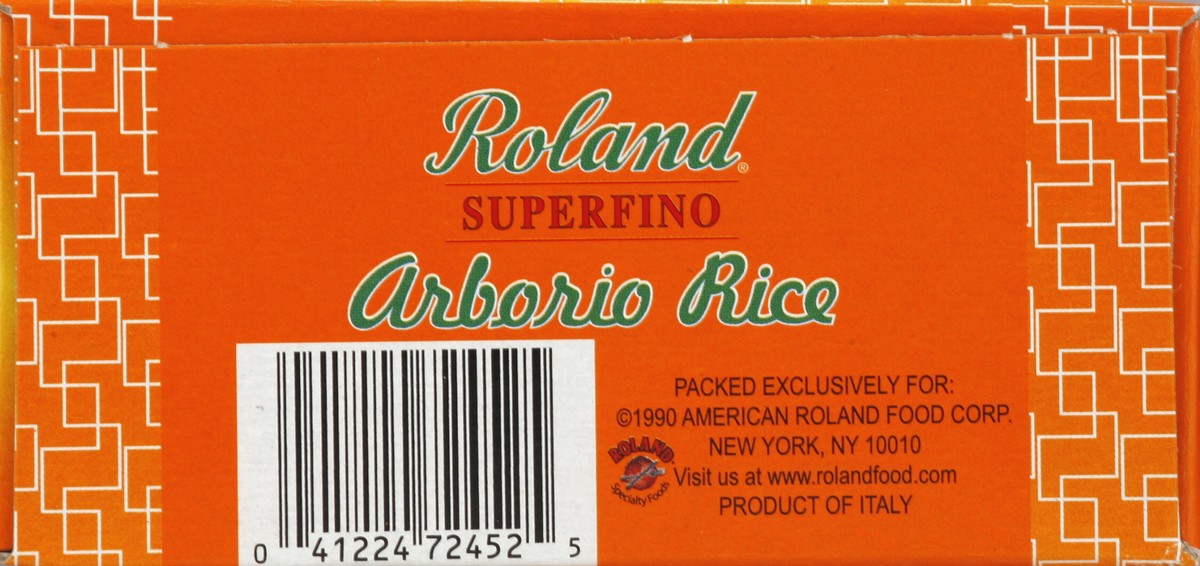 Roland®
SUPERFINO
Arborio Rice
PACKED EXCLUSIVELY FOR:
©1990 AMERICAN ROLAND FOOD CORP.
NEW YORK, NY 10010
ROLAND
Specialty Foods
Visit us at www.rolandfood.com
PRODUCT OF ITALY
0 41224 72452 5